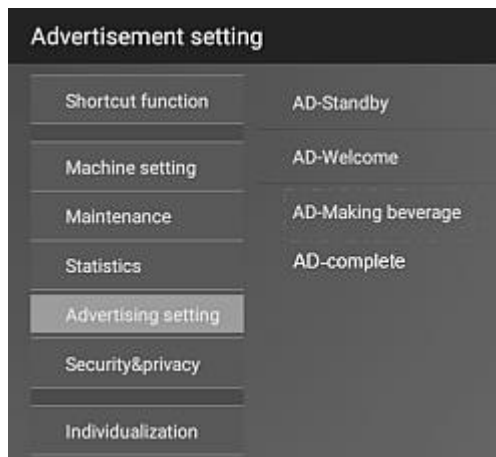 Advertisement setting
Shortcut function
Machine setting
Maintenance
Statistics
Advertising setting
Security&privacy
Individualization
AD-Standby
AD-Welcome
AD-Making beverage
AD-complete